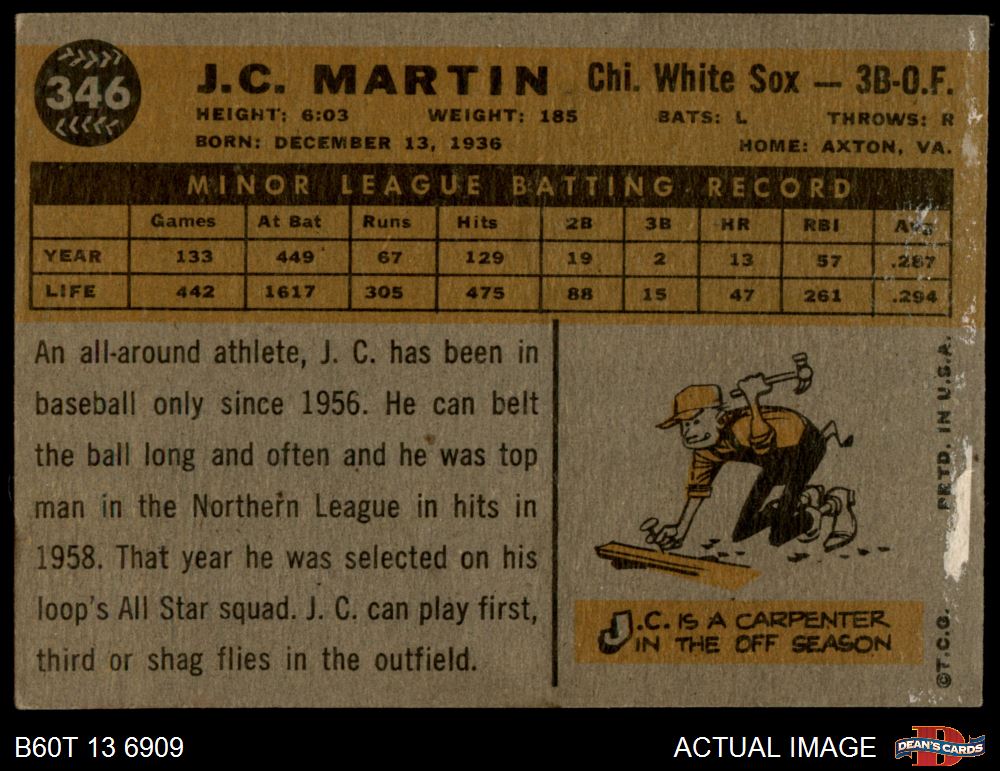 346
J.C. MARTIN Chi. White Sox — 3B-O.F.
HEIGHT: 6:03 WEIGHT: 185 BATS: L THROWS: R
BORN: DECEMBER 13, 1936 HOME: AXTON, VA.
MINOR LEAGUE BATTING RECORD
Games At Bat Runs Hits 2B 3B HR RBI Avg
YEAR 133 449 67 129 19 2 13 57 .287
LIFE 442 1617 305 475 88 15 47 261 .294
An all-around athlete, J. C. has been in
baseball only since 1956. He can belt
the ball long and often and he was top
man in the Northern League in hits in
1958. That year he was selected on his
loop's All Star squad. J. C. can play first,
third or shag flies in the outfield.
J.C. IS A CARPENTER
IN THE OFF SEASON
©T.C.G. PRTD. IN U.S.A.
B60T 13 6909 ACTUAL IMAGE
DEAN'S CARDS